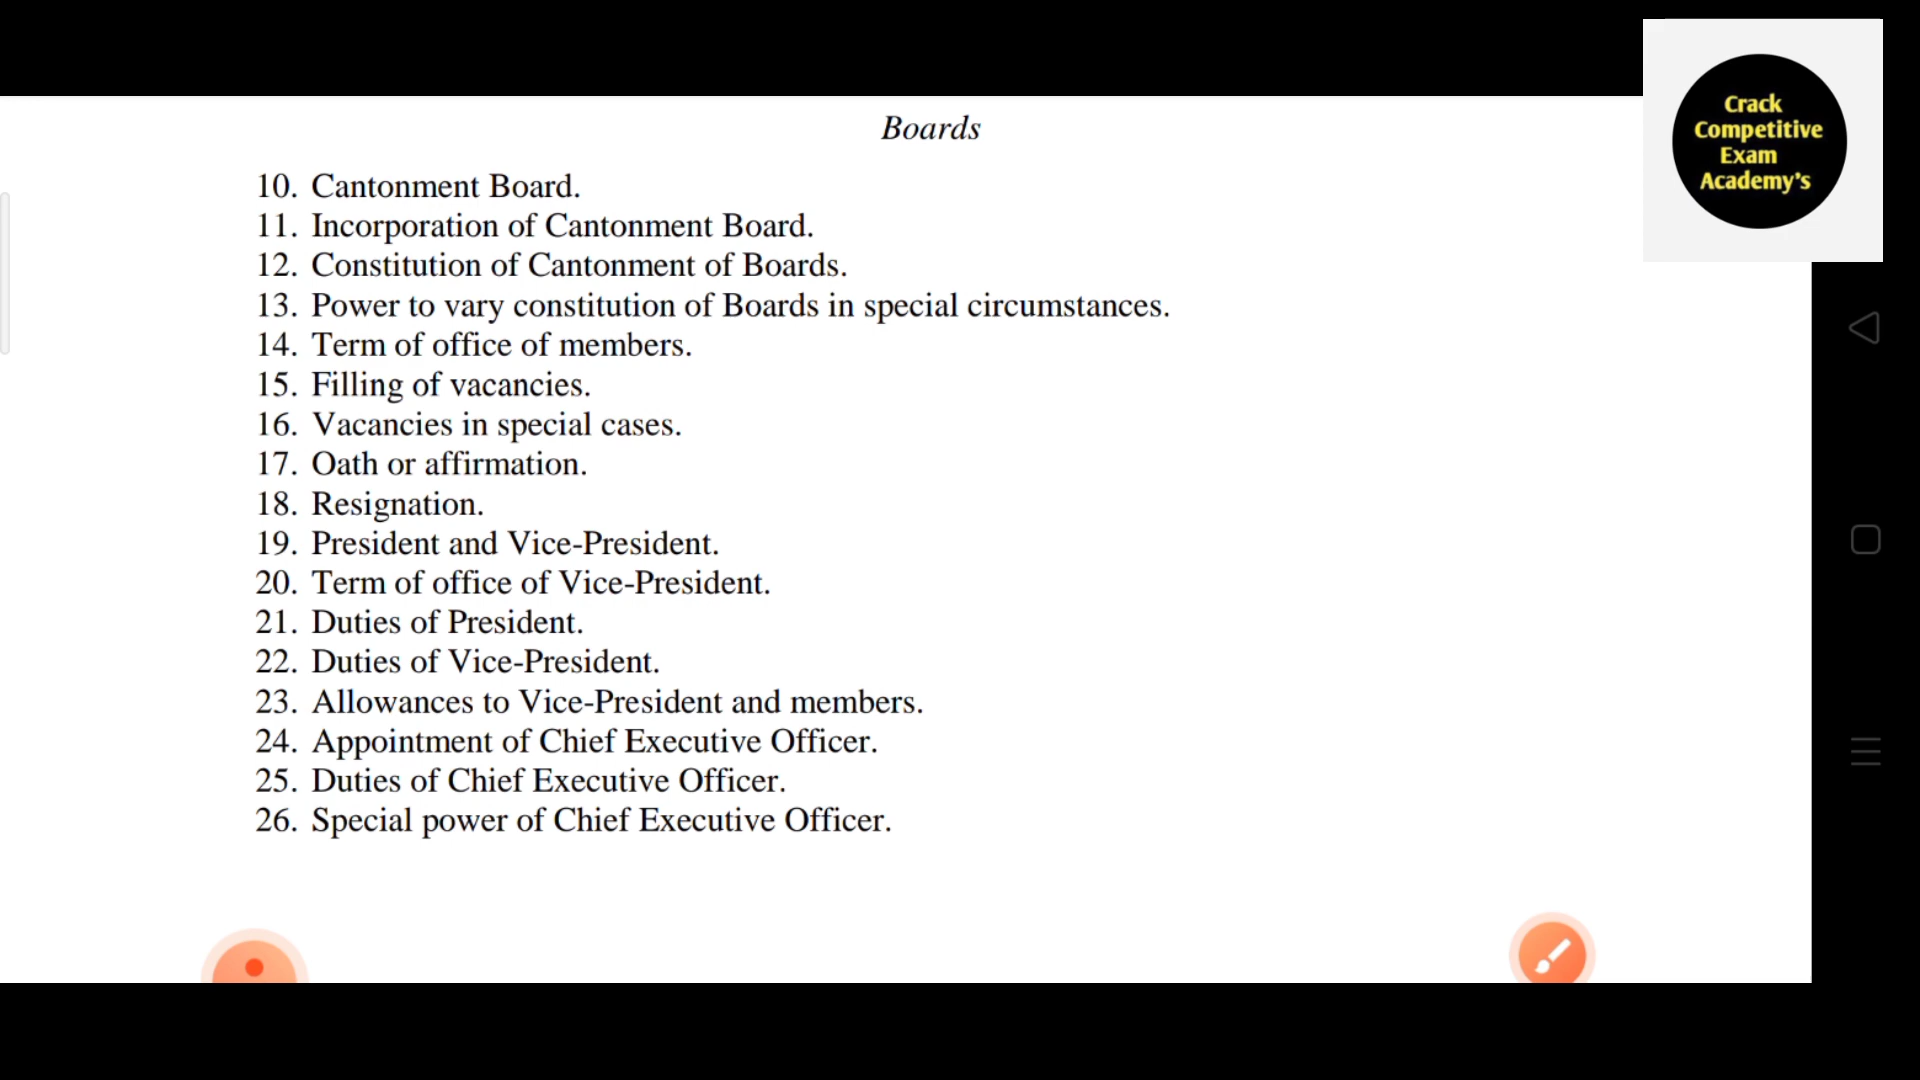 Crack
Competitive
Exam
Academy's
Boards
10. Cantonment Board.
11. Incorporation of Cantonment Board.
12. Constitution of Cantonment of Boards.
13. Power to vary constitution of Boards in special circumstances.
14. Term of office of members.
15. Filling of vacancies.
16. Vacancies in special cases.
17. Oath or affirmation.
18. Resignation.
19. President and Vice-President.
20. Term of office of Vice-President.
21. Duties of President.
22. Duties of Vice-President.
23. Allowances to Vice-President and members.
24. Appointment of Chief Executive Officer.
25. Duties of Chief Executive Officer.
26. Special power of Chief Executive Officer.